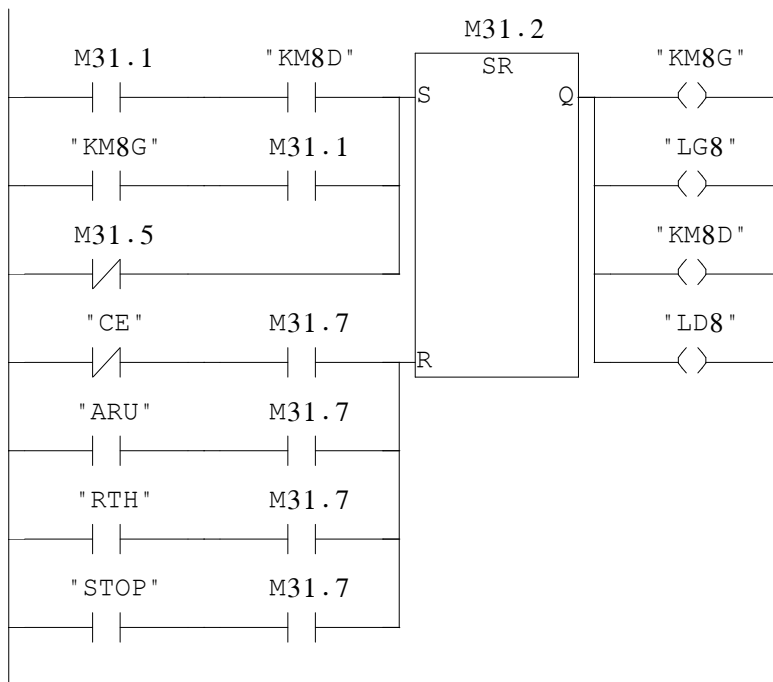 M31.2
M31.1 "KM8D" SR "KM8G"
S Q
"KM8G" M31.1 "LG8"
M31.5 "KM8D"
"CE" M31.7 "LD8"
R
"ARU" M31.7
"RTH" M31.7
"STOP" M31.7